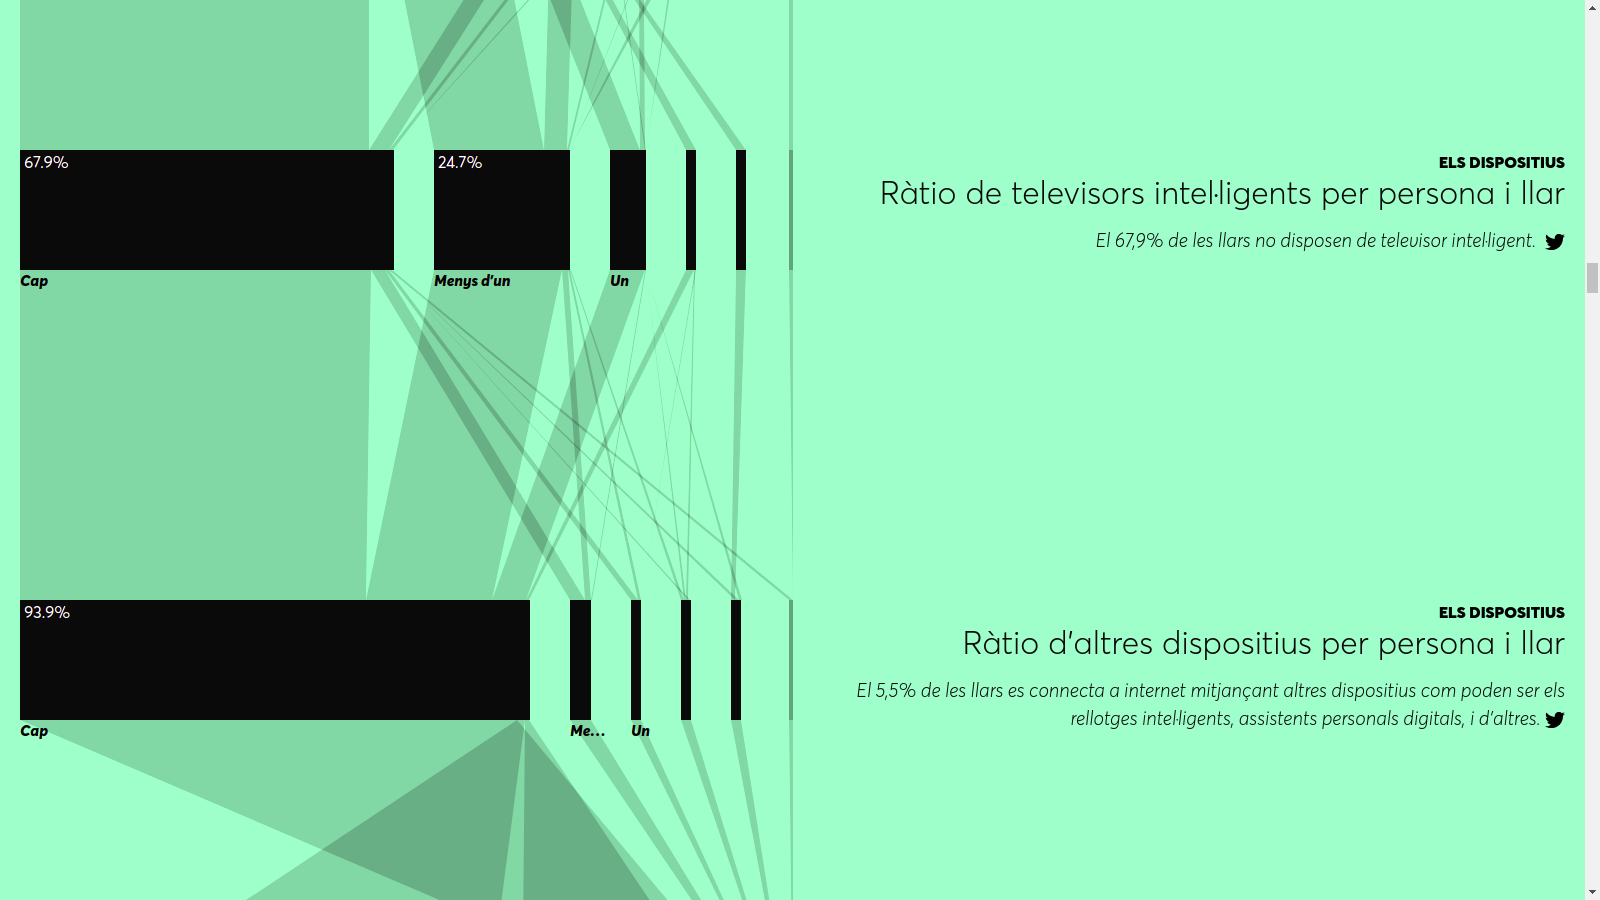 67.9%
24.7%
Cap
Menys d'un
Un
ELS DISPOSITIUS
Ràtio de televisors intel·ligents per persona i llar
El 67,9% de les llars no disposen de televisor intel·ligent.
93.9%
Cap
Me...
Un
ELS DISPOSITIUS
Ràtio d'altres dispositius per persona i llar
El 5,5% de les llars es connecta a internet mitjançant altres dispositius com poden ser els
rellotges intel·ligents, assistents personals digitals, i d'altres.